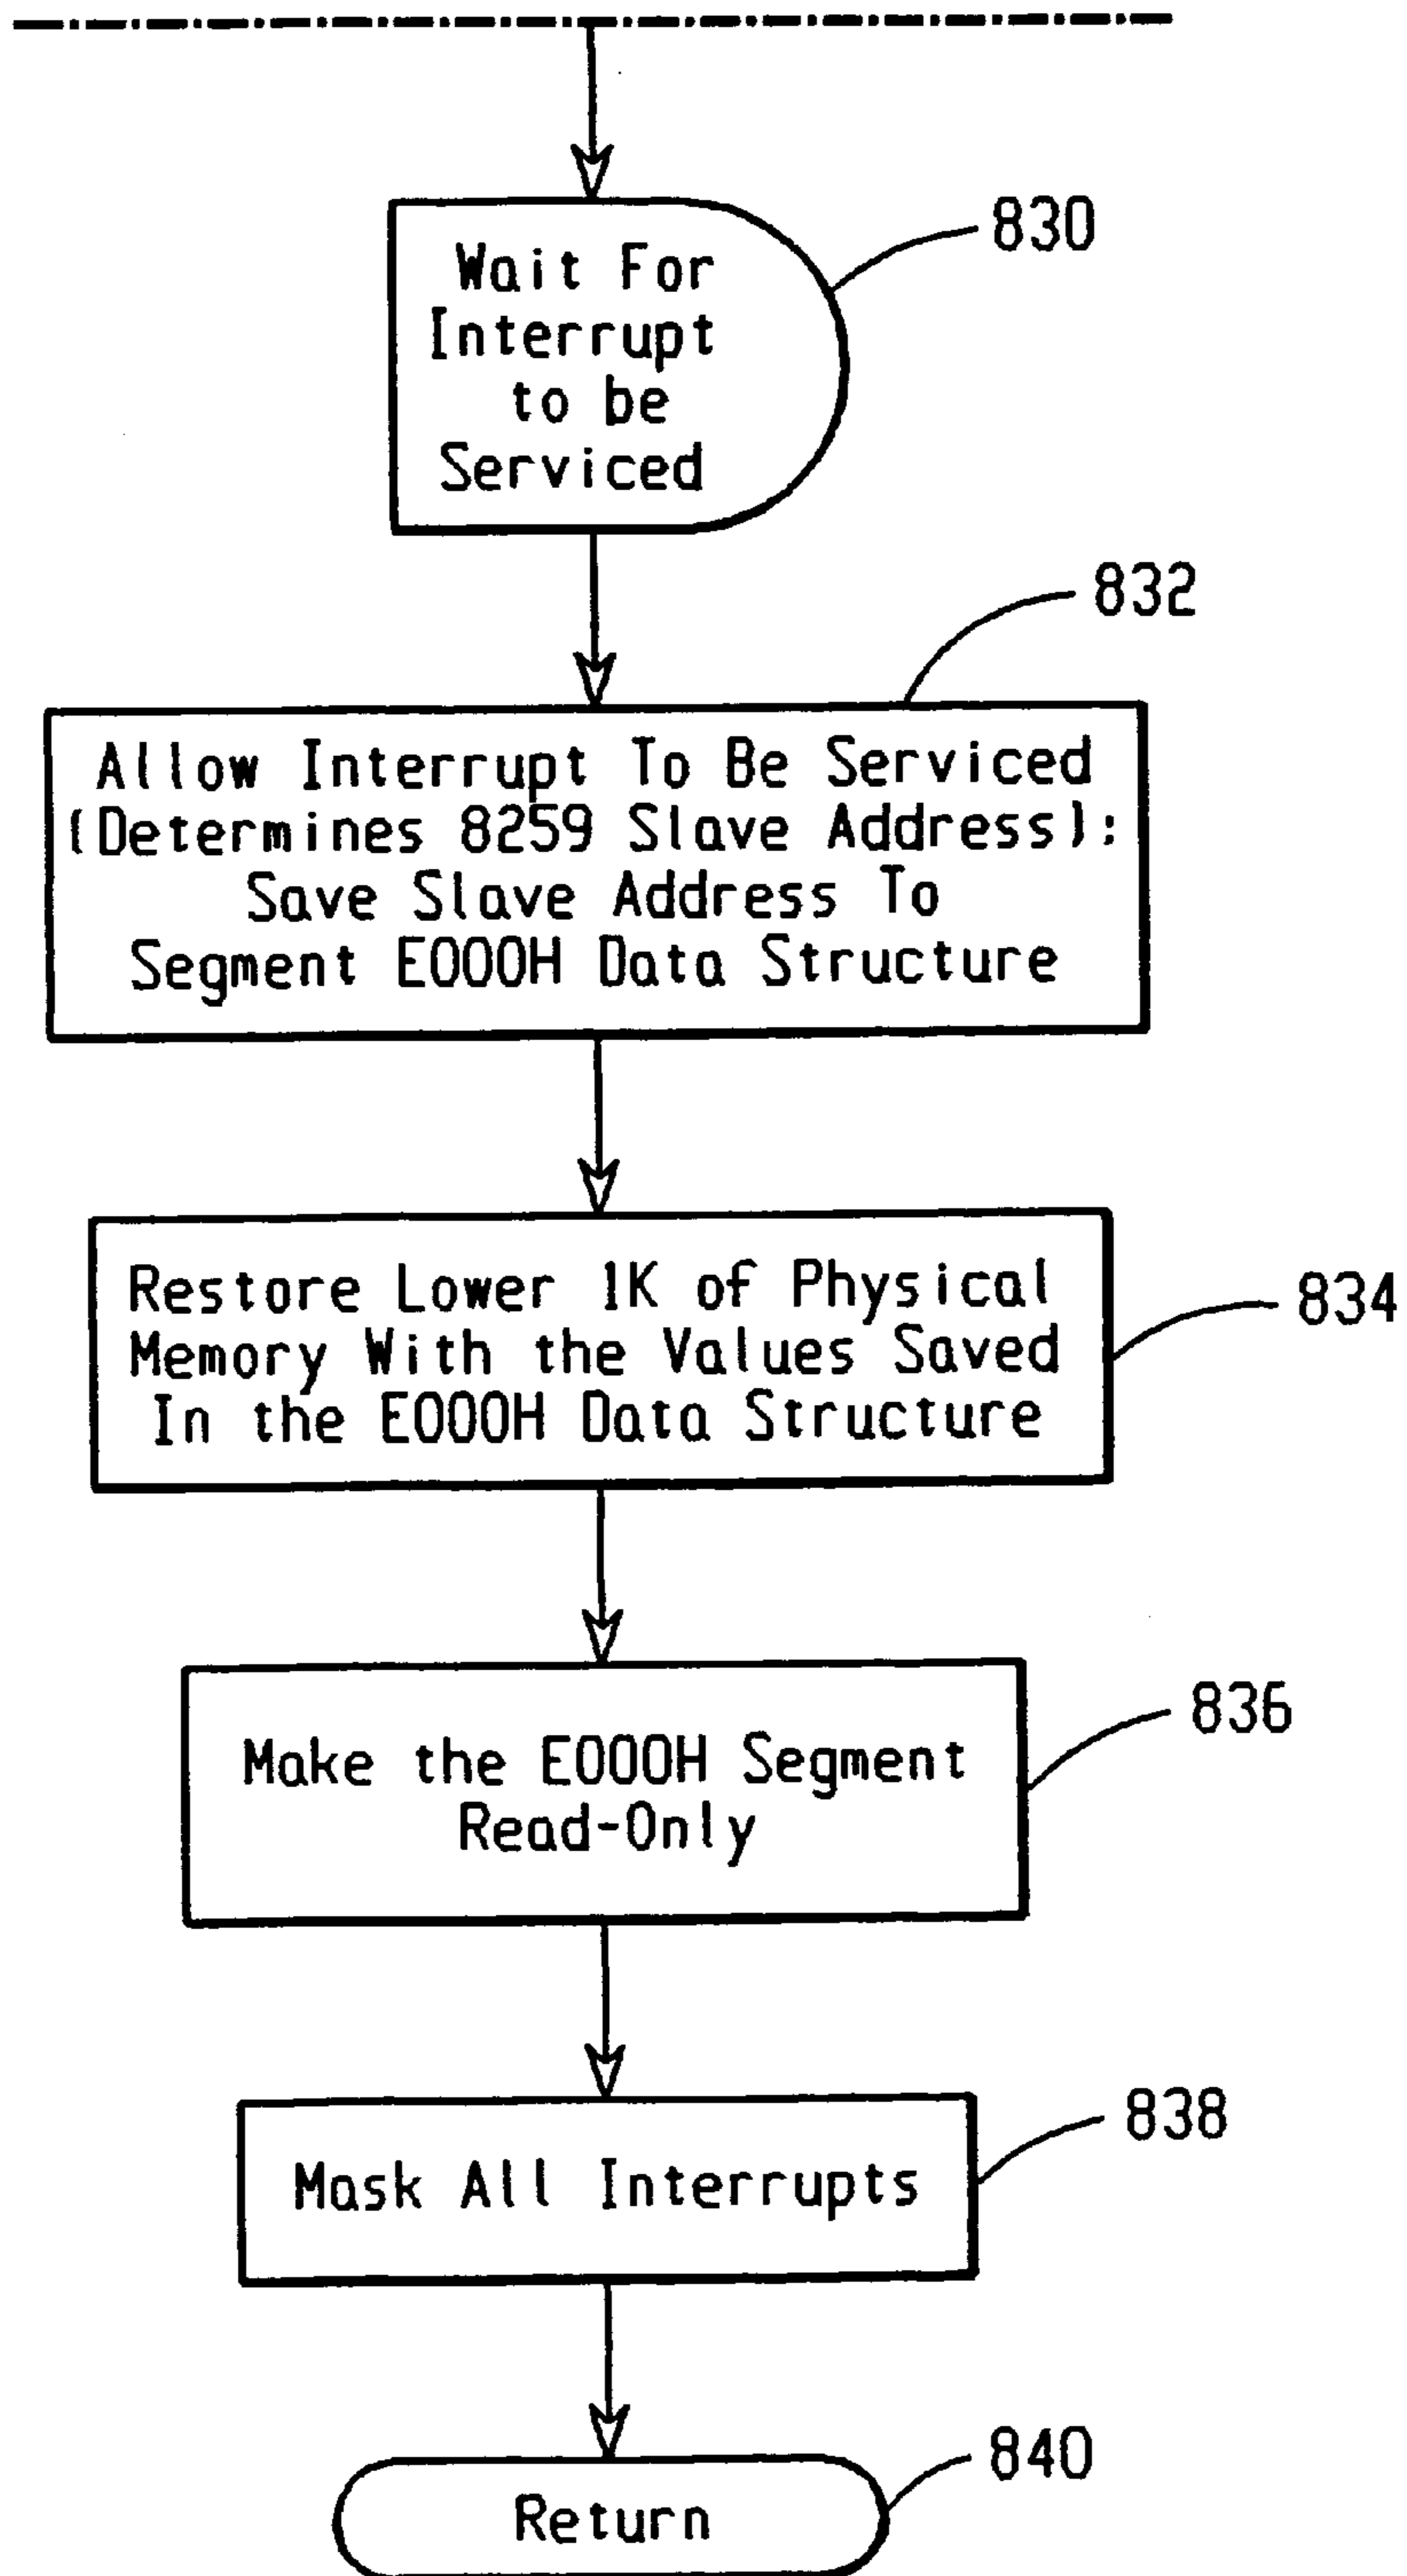 Wait For
Interrupt
to be
Serviced
830
832
Allow Interrupt To Be Serviced
(Determines 8259 Slave Address):
Save Slave Address To
Segment E000H Data Structure
Restore Lower 1K of Physical
Memory With the Values Saved
In the E000H Data Structure
834
Make the E000H Segment
Read-Only
836
Mask All Interrupts
838
Return
840